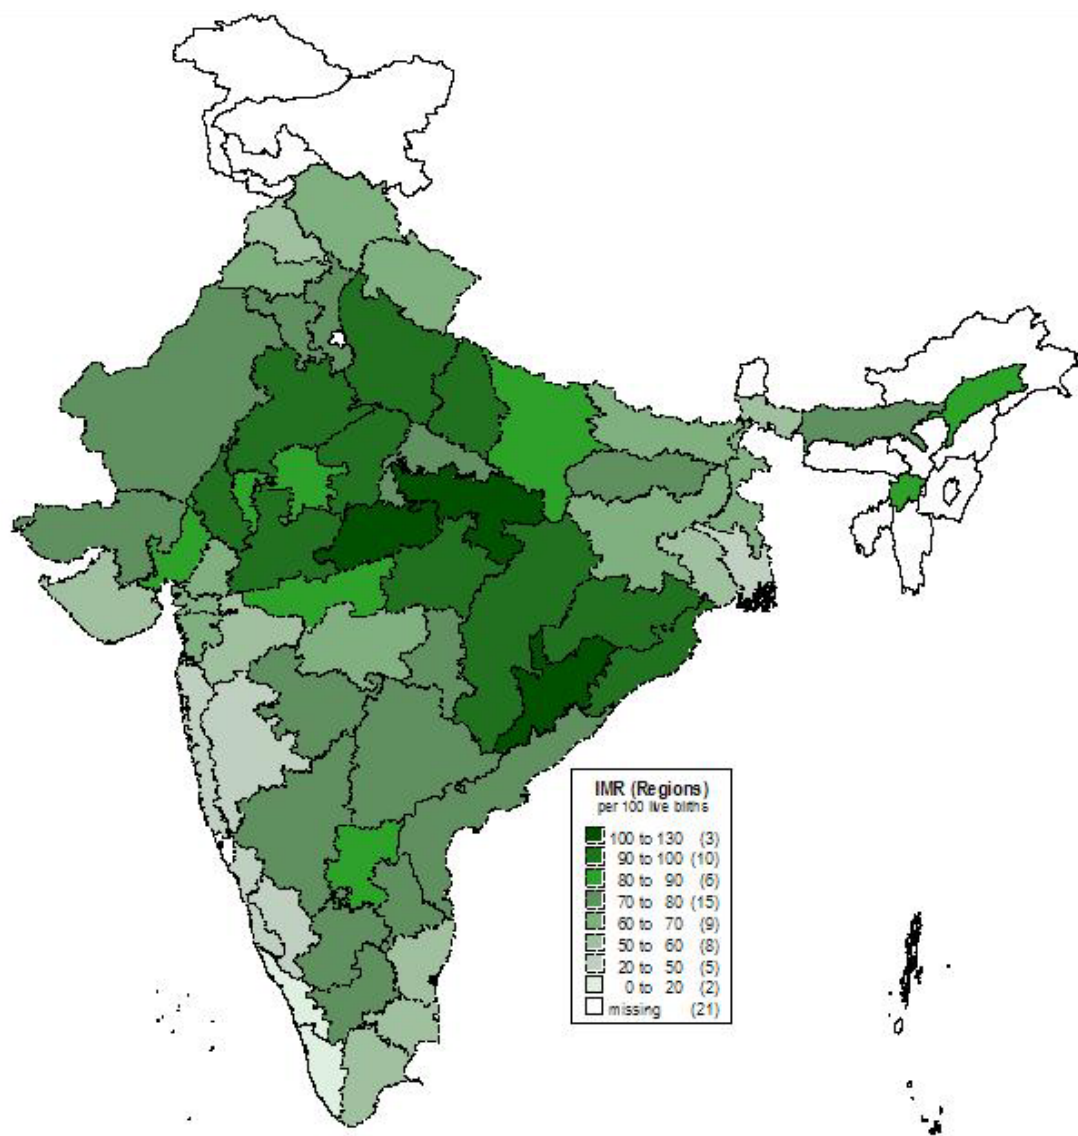 IMR (Regions)
per 100 live births
100 to 130 (3)
90 to 100 (10)
80 to 90 (6)
70 to 80 (15)
60 to 70 (9)
50 to 60 (8)
20 to 50 (5)
0 to 20 (2)
missing (21)